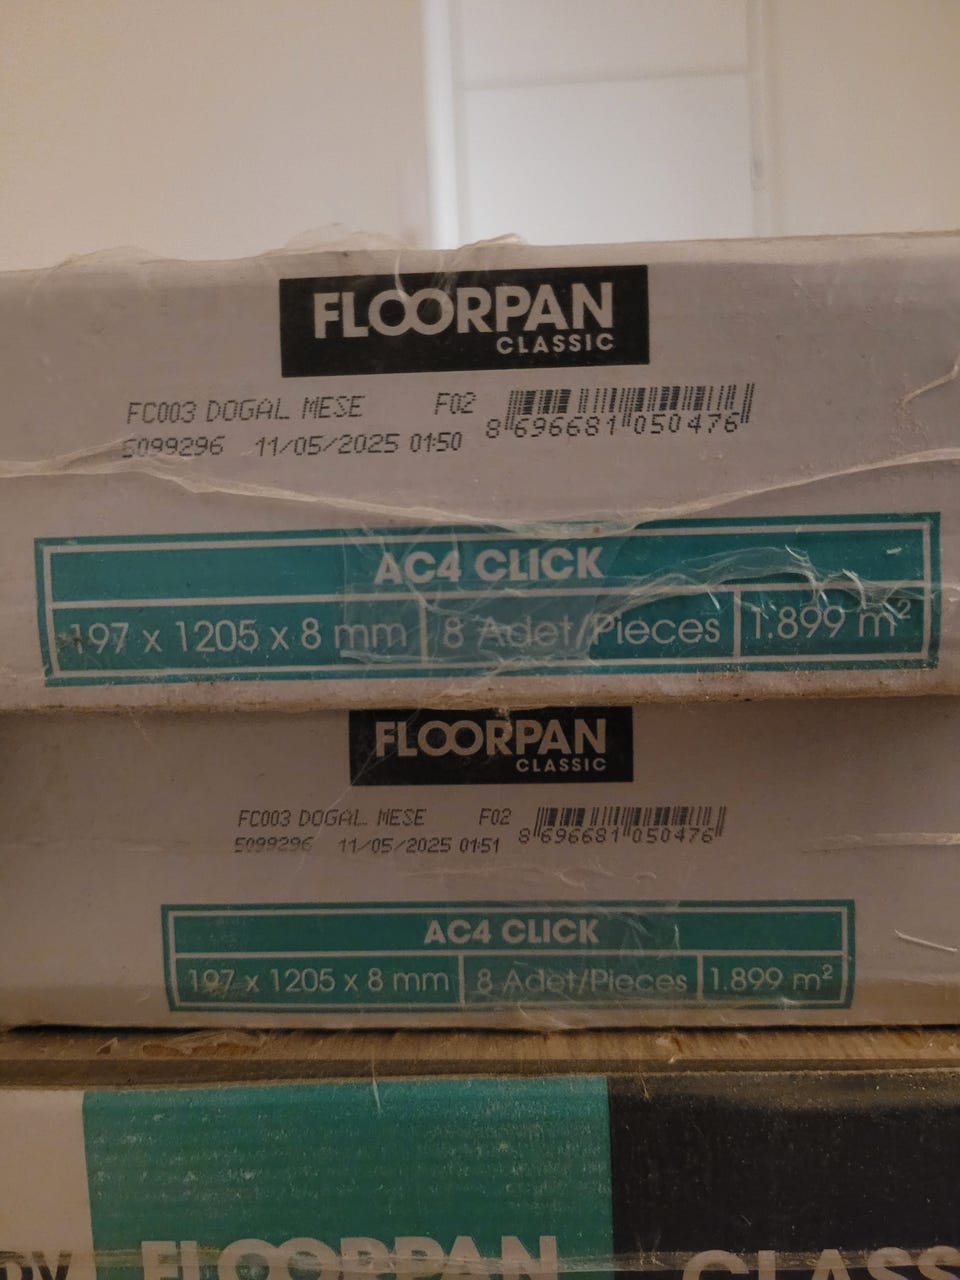 FLOORPAN
CLASSIC
FC003 DOGAL MESE F02
5099296 11/05/2025 01:50
8 696681 050476
AC4 CLICK
197 x 1205 x 8 mm 8 Adet/Pieces 1.899 m²
FLOORPAN
CLASSIC
FC003 DOGAL MESE F02
5099296 11/05/2025 01:51
8 696681 050476
AC4 CLICK
197 x 1205 x 8 mm 8 Adet/Pieces 1.899 m²
FLOORPAN CLASS